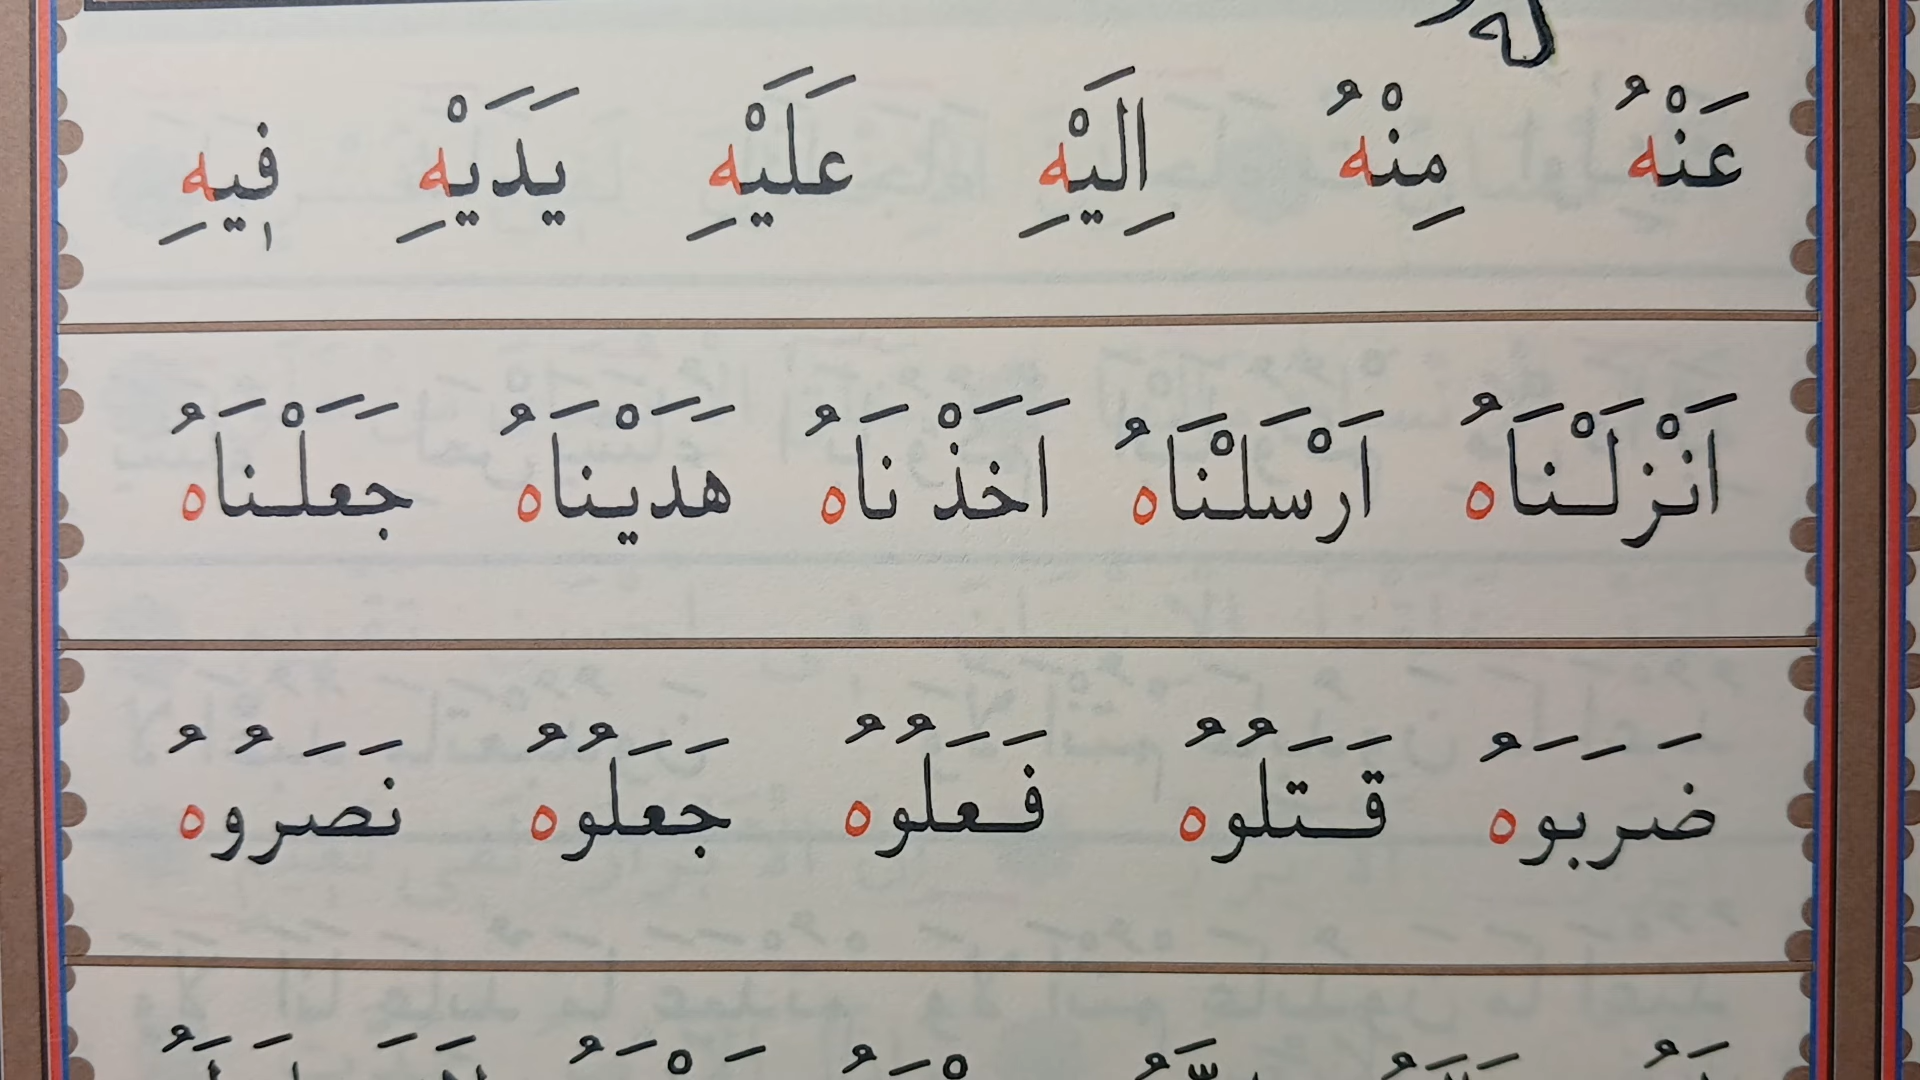 عَنْهُ مِنْهُ اِلَيْهِ عَلَيْهِ يَدَيْهِ فٖيهِ
اَنْزَلْنَاهُ اَرْسَلْنَاهُ اَخَذْنَاهُ هَدَيْنَاهُ جَعَلْنَاهُ
ضَرَبَوهُ قَتَلُوهُ فَعَلُوهُ جَعَلُوهُ نَصَرُوهُ